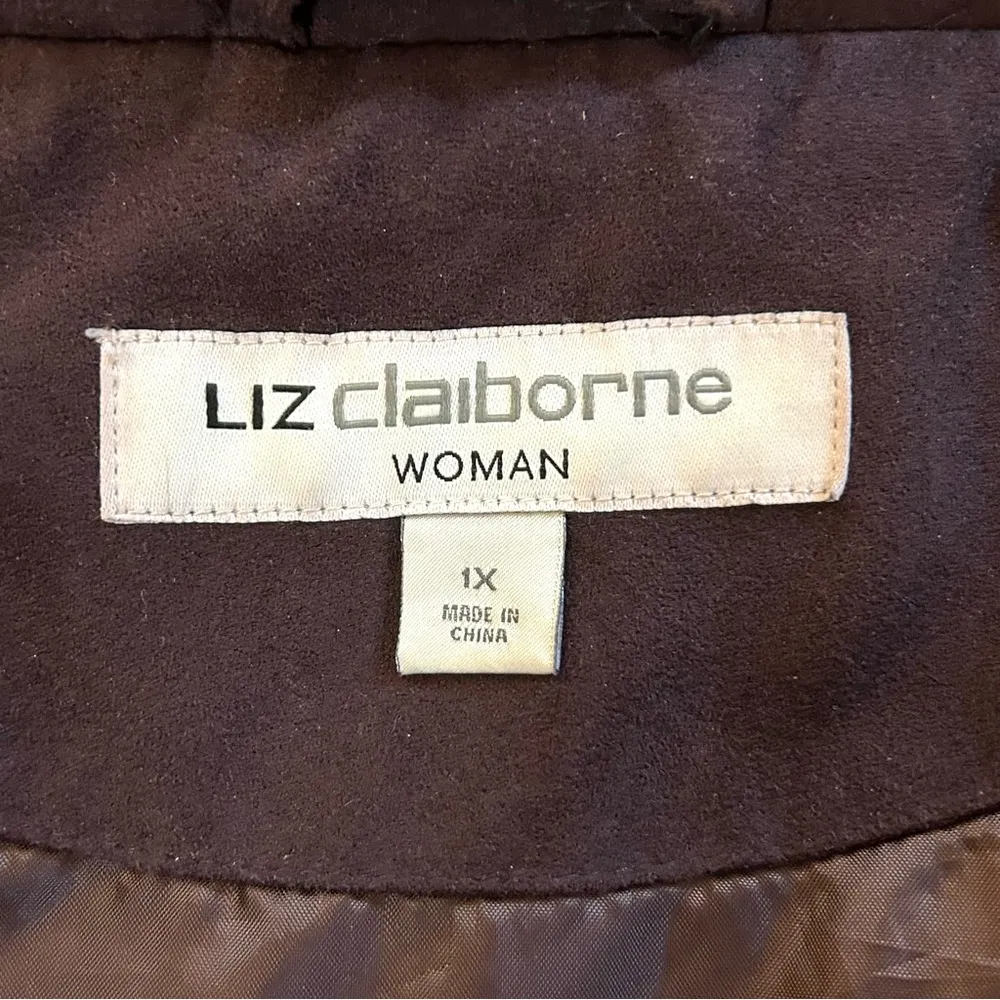 LIZ claiborne
WOMAN
1X
MADE IN
CHINA